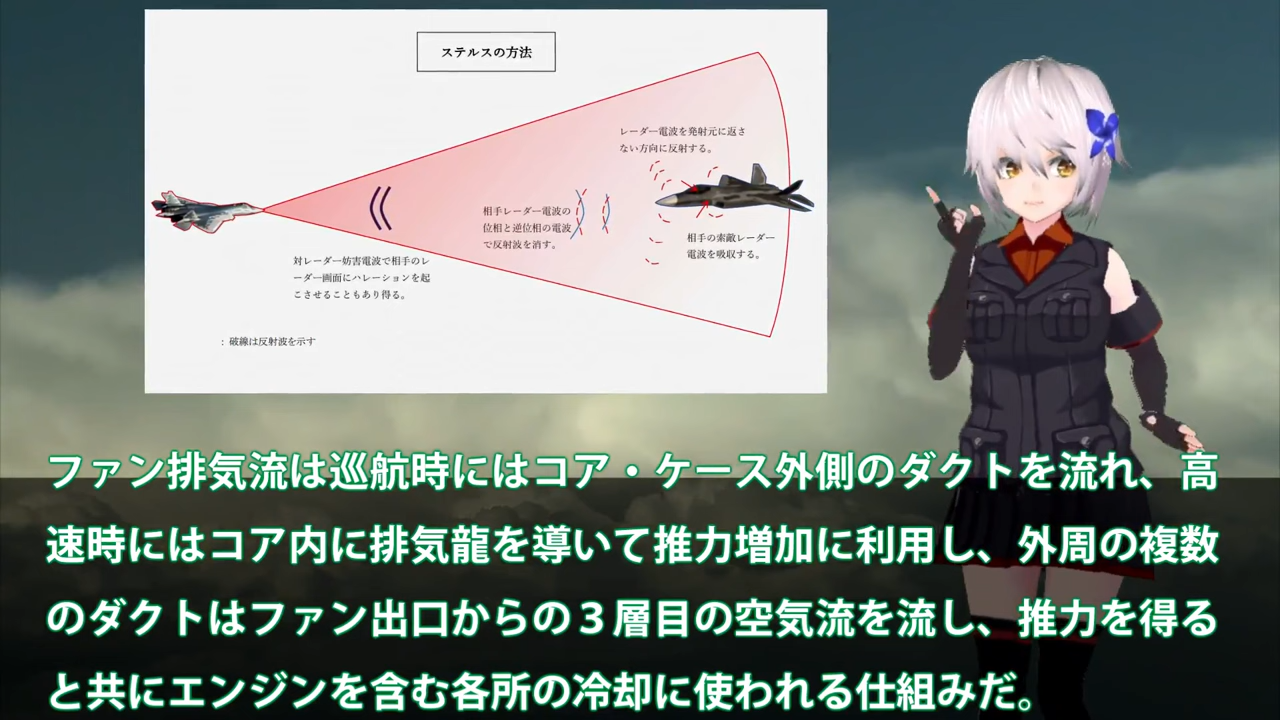 ステルスの方法
レーダー電波を発射元に返さ
ない方向に反射する。
相手レーダー電波の
位相と逆位相の電波
で反射波を消す。
相手の索敵レーダー
電波を吸収する。
対レーダー妨害電波で相手のレ
ーダー画面にハレーションを起
こさせることもあり得る。
：破線は反射波を示す
ファン排気流は巡航時にはコア・ケース外側のダクトを流れ、高
速時にはコア内に排気龍を導いて推力増加に利用し、外周の複数
のダクトはファン出口からの３層目の空気流を流し、推力を得る
と共にエンジンを含む各所の冷却に使われる仕組みだ。